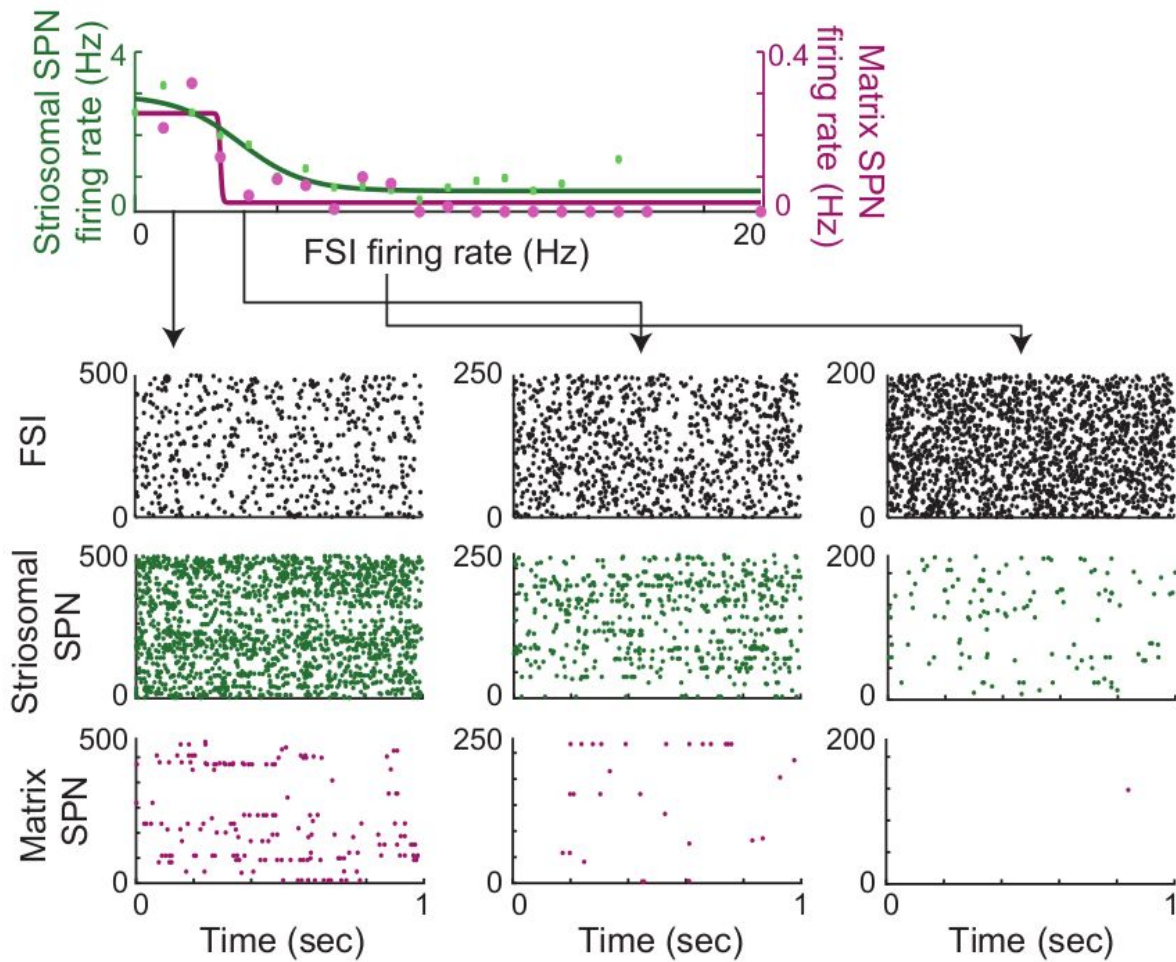 Striosomal SPN
firing rate (Hz)
4
0
0.4
0
Matrix SPN
firing rate (Hz)
0
20
FSI firing rate (Hz)
FSI
500
0
250
0
200
0
Striosomal
SPN
500
0
250
0
200
0
Matrix
SPN
500
0
250
0
200
0
0
1
0
1
0
1
Time (sec)
Time (sec)
Time (sec)